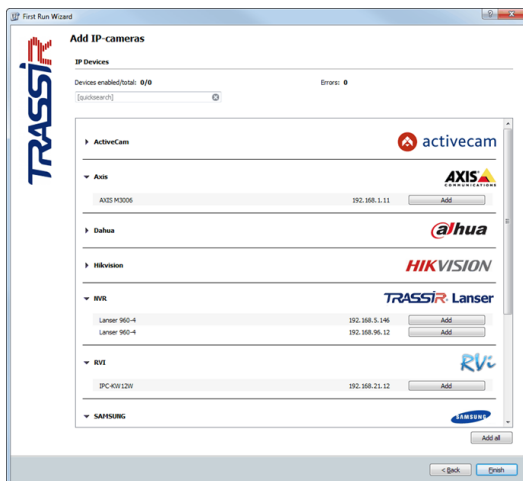 First Run Wizard
TRASSIR
Add IP-cameras
IP Devices
Devices enabled/total: 0/0 Errors: 0
[quicksearch]
ActiveCam activecam
Axis AXIS COMMUNICATIONS
AXIS M3006 192.168.1.11 Add
Dahua alhua
Hikvision HIKVISION
NVR TRASSIR Lanser
Lanser 960-4 192.168.5.146 Add
Lanser 960-4 192.168.96.12 Add
RVI RVi
IPC-KW12W 192.168.21.12 Add
SAMSUNG SAMSUNG
Add all
< Back Finish